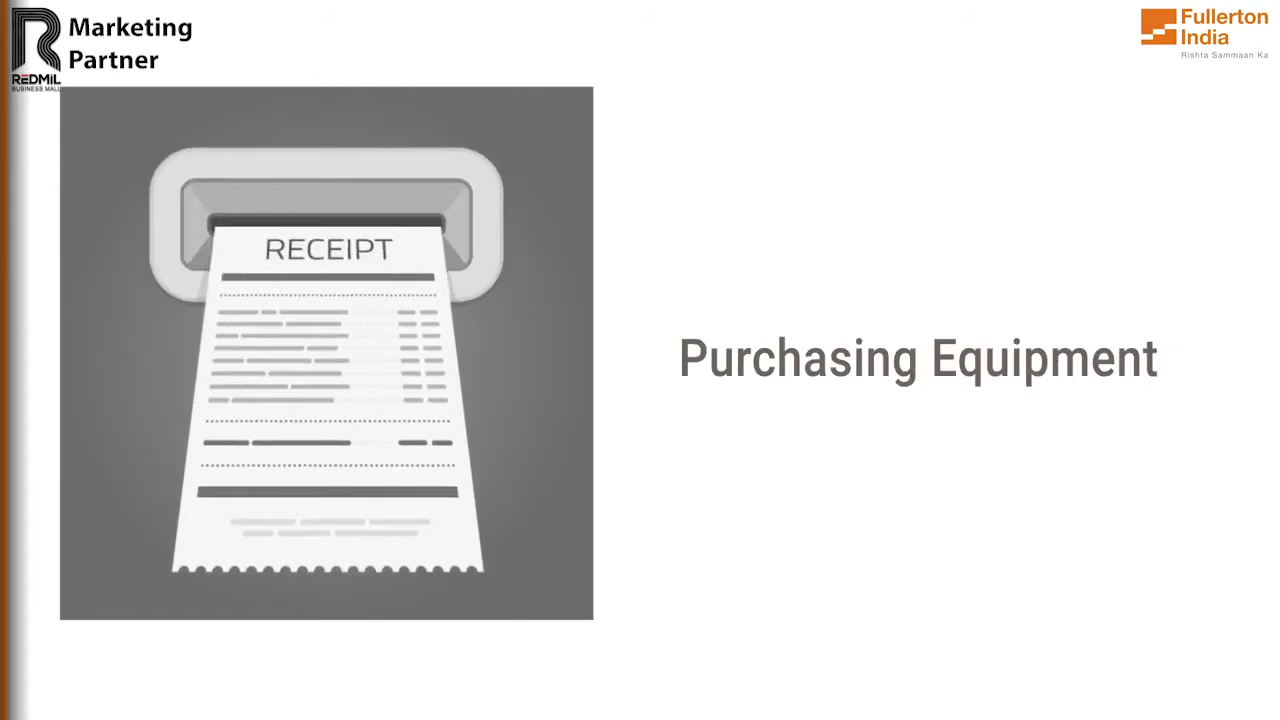 Marketing
Partner
REDMIL
BUSINESS MALL
Fullerton
India
Rishta Sammaan Ka
RECEIPT
Purchasing Equipment